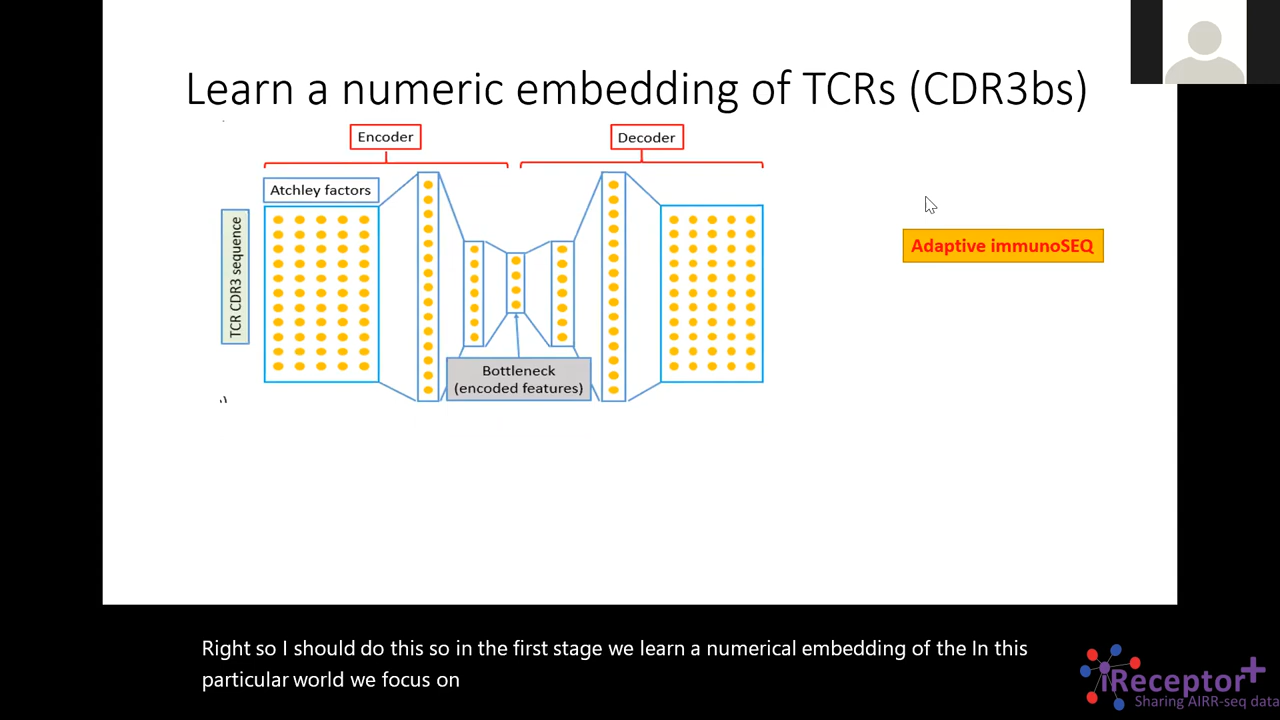 Learn a numeric embedding of TCRs (CDR3bs)
Encoder
Decoder
Atchley factors
TCR CDR3 sequence
Adaptive immunoSEQ
Bottleneck
(encoded features)
Right so I should do this so in the first stage we learn a numerical embedding of the In this
particular world we focus on
iReceptor+
Sharing AIRR-seq data